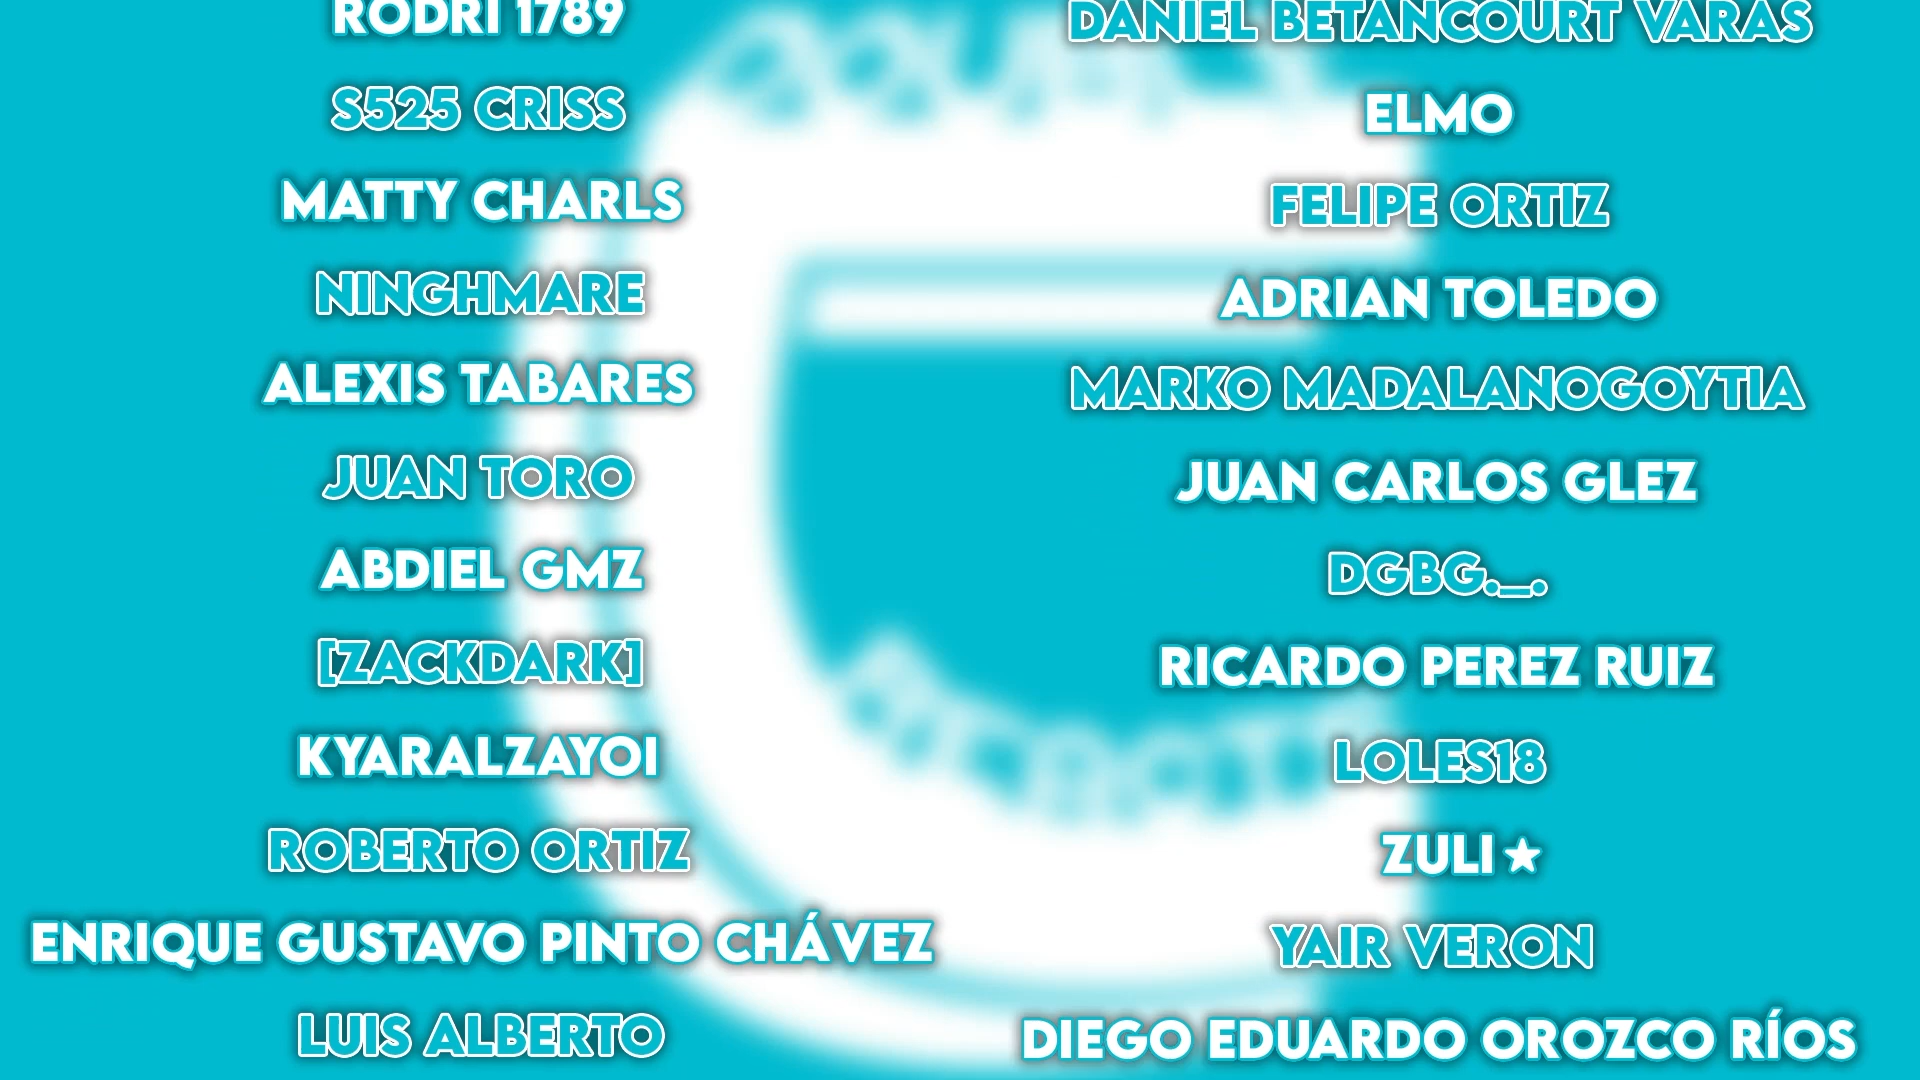 RODRI 1789
S525 CRISS
MATTY CHARLS
NINGHMARE
ALEXIS TABARES
JUAN TORO
ABDIEL GMZ
[ZACKDARK]
KYARALZAYOI
ROBERTO ORTIZ
ENRIQUE GUSTAVO PINTO CHÁVEZ
LUIS ALBERTO
DANIEL BETANCOURT VARAS
ELMO
FELIPE ORTIZ
ADRIAN TOLEDO
MARKO MADALANOGOYTIA
JUAN CARLOS GLEZ
DGBG._.
RICARDO PEREZ RUIZ
LOLES18
ZULI★
YAIR VERON
DIEGO EDUARDO OROZCO RÍOS